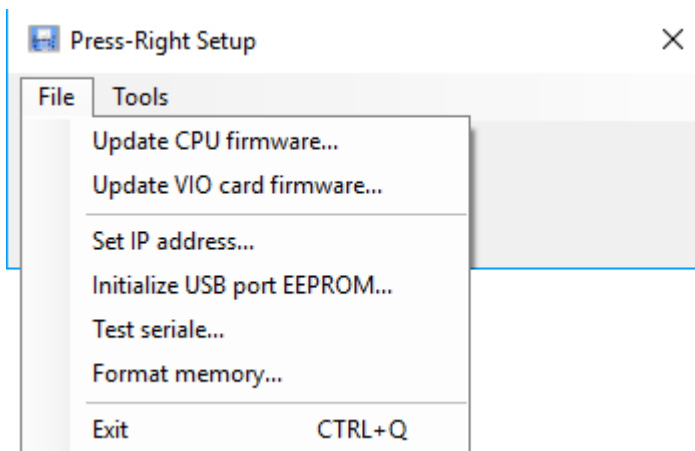 Press-Right Setup
File Tools
Update CPU firmware...
Update VIO card firmware...
Set IP address...
Initialize USB port EEPROM...
Test seriale...
Format memory...
Exit CTRL+Q